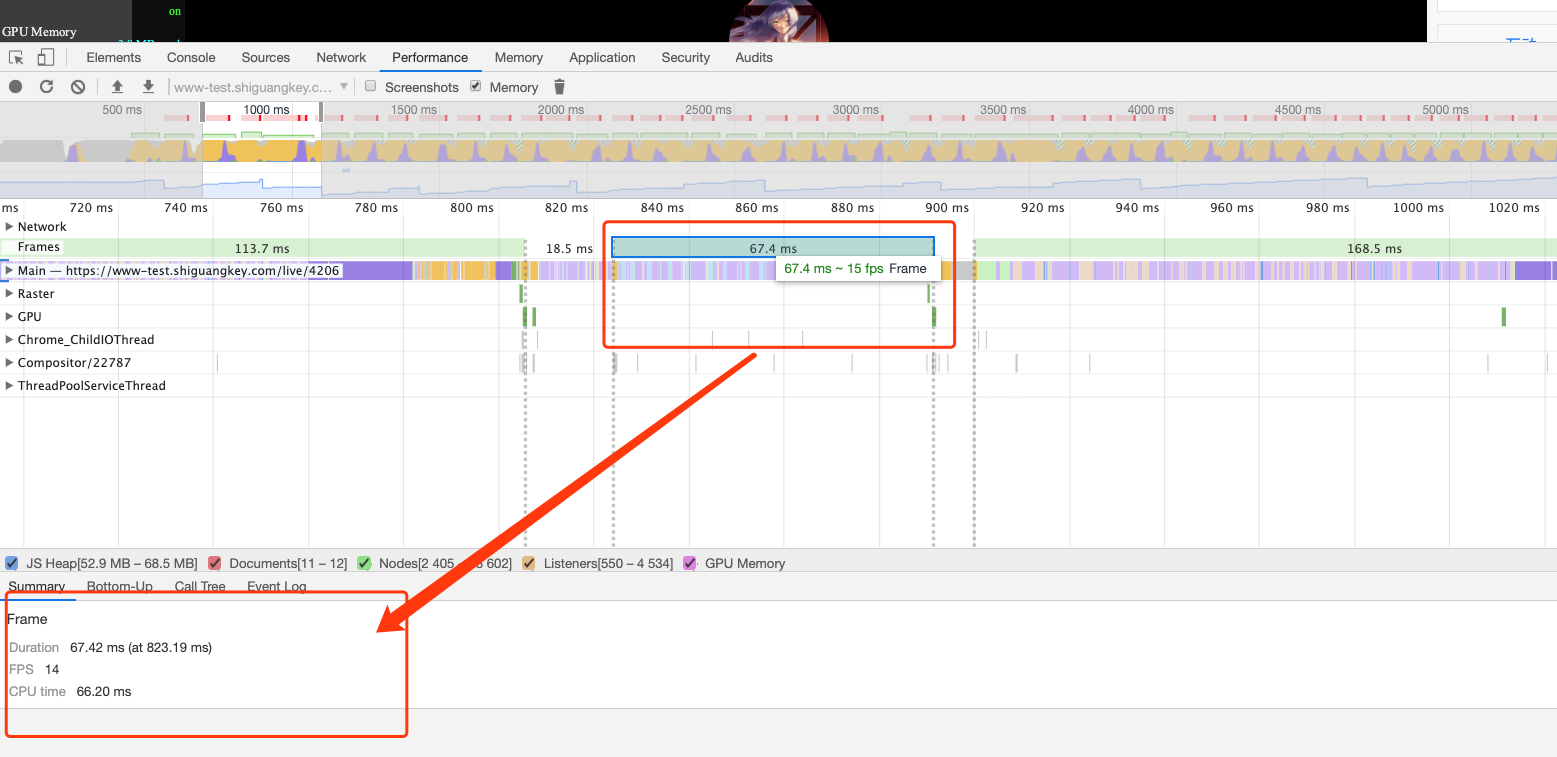 on
GPU Memory
Elements Console Sources Network Performance Memory Application Security Audits
www-test.shiguangkey.c... Screenshots Memory
500 ms 1000 ms 1500 ms 2000 ms 2500 ms 3000 ms 3500 ms 4000 ms 4500 ms 5000 ms
ms 720 ms 740 ms 760 ms 780 ms 800 ms 820 ms 840 ms 860 ms 880 ms 900 ms 920 ms 940 ms 960 ms 980 ms 1000 ms 1020 ms
Network
Frames 113.7 ms 18.5 ms 67.4 ms 168.5 ms
67.4 ms ~ 15 fps Frame
Main — https://www-test.shiguangkey.com/live/4206
Raster
GPU
Chrome_ChildIOThread
Compositor/22787
ThreadPoolServiceThread
JS Heap[52.9 MB – 68.5 MB] Documents[11 – 12] Nodes[2 405 – 602] Listeners[550 – 4 534] GPU Memory
Summary Bottom-Up Call Tree Event Log
Frame
Duration 67.42 ms (at 823.19 ms)
FPS 14
CPU time 66.20 ms